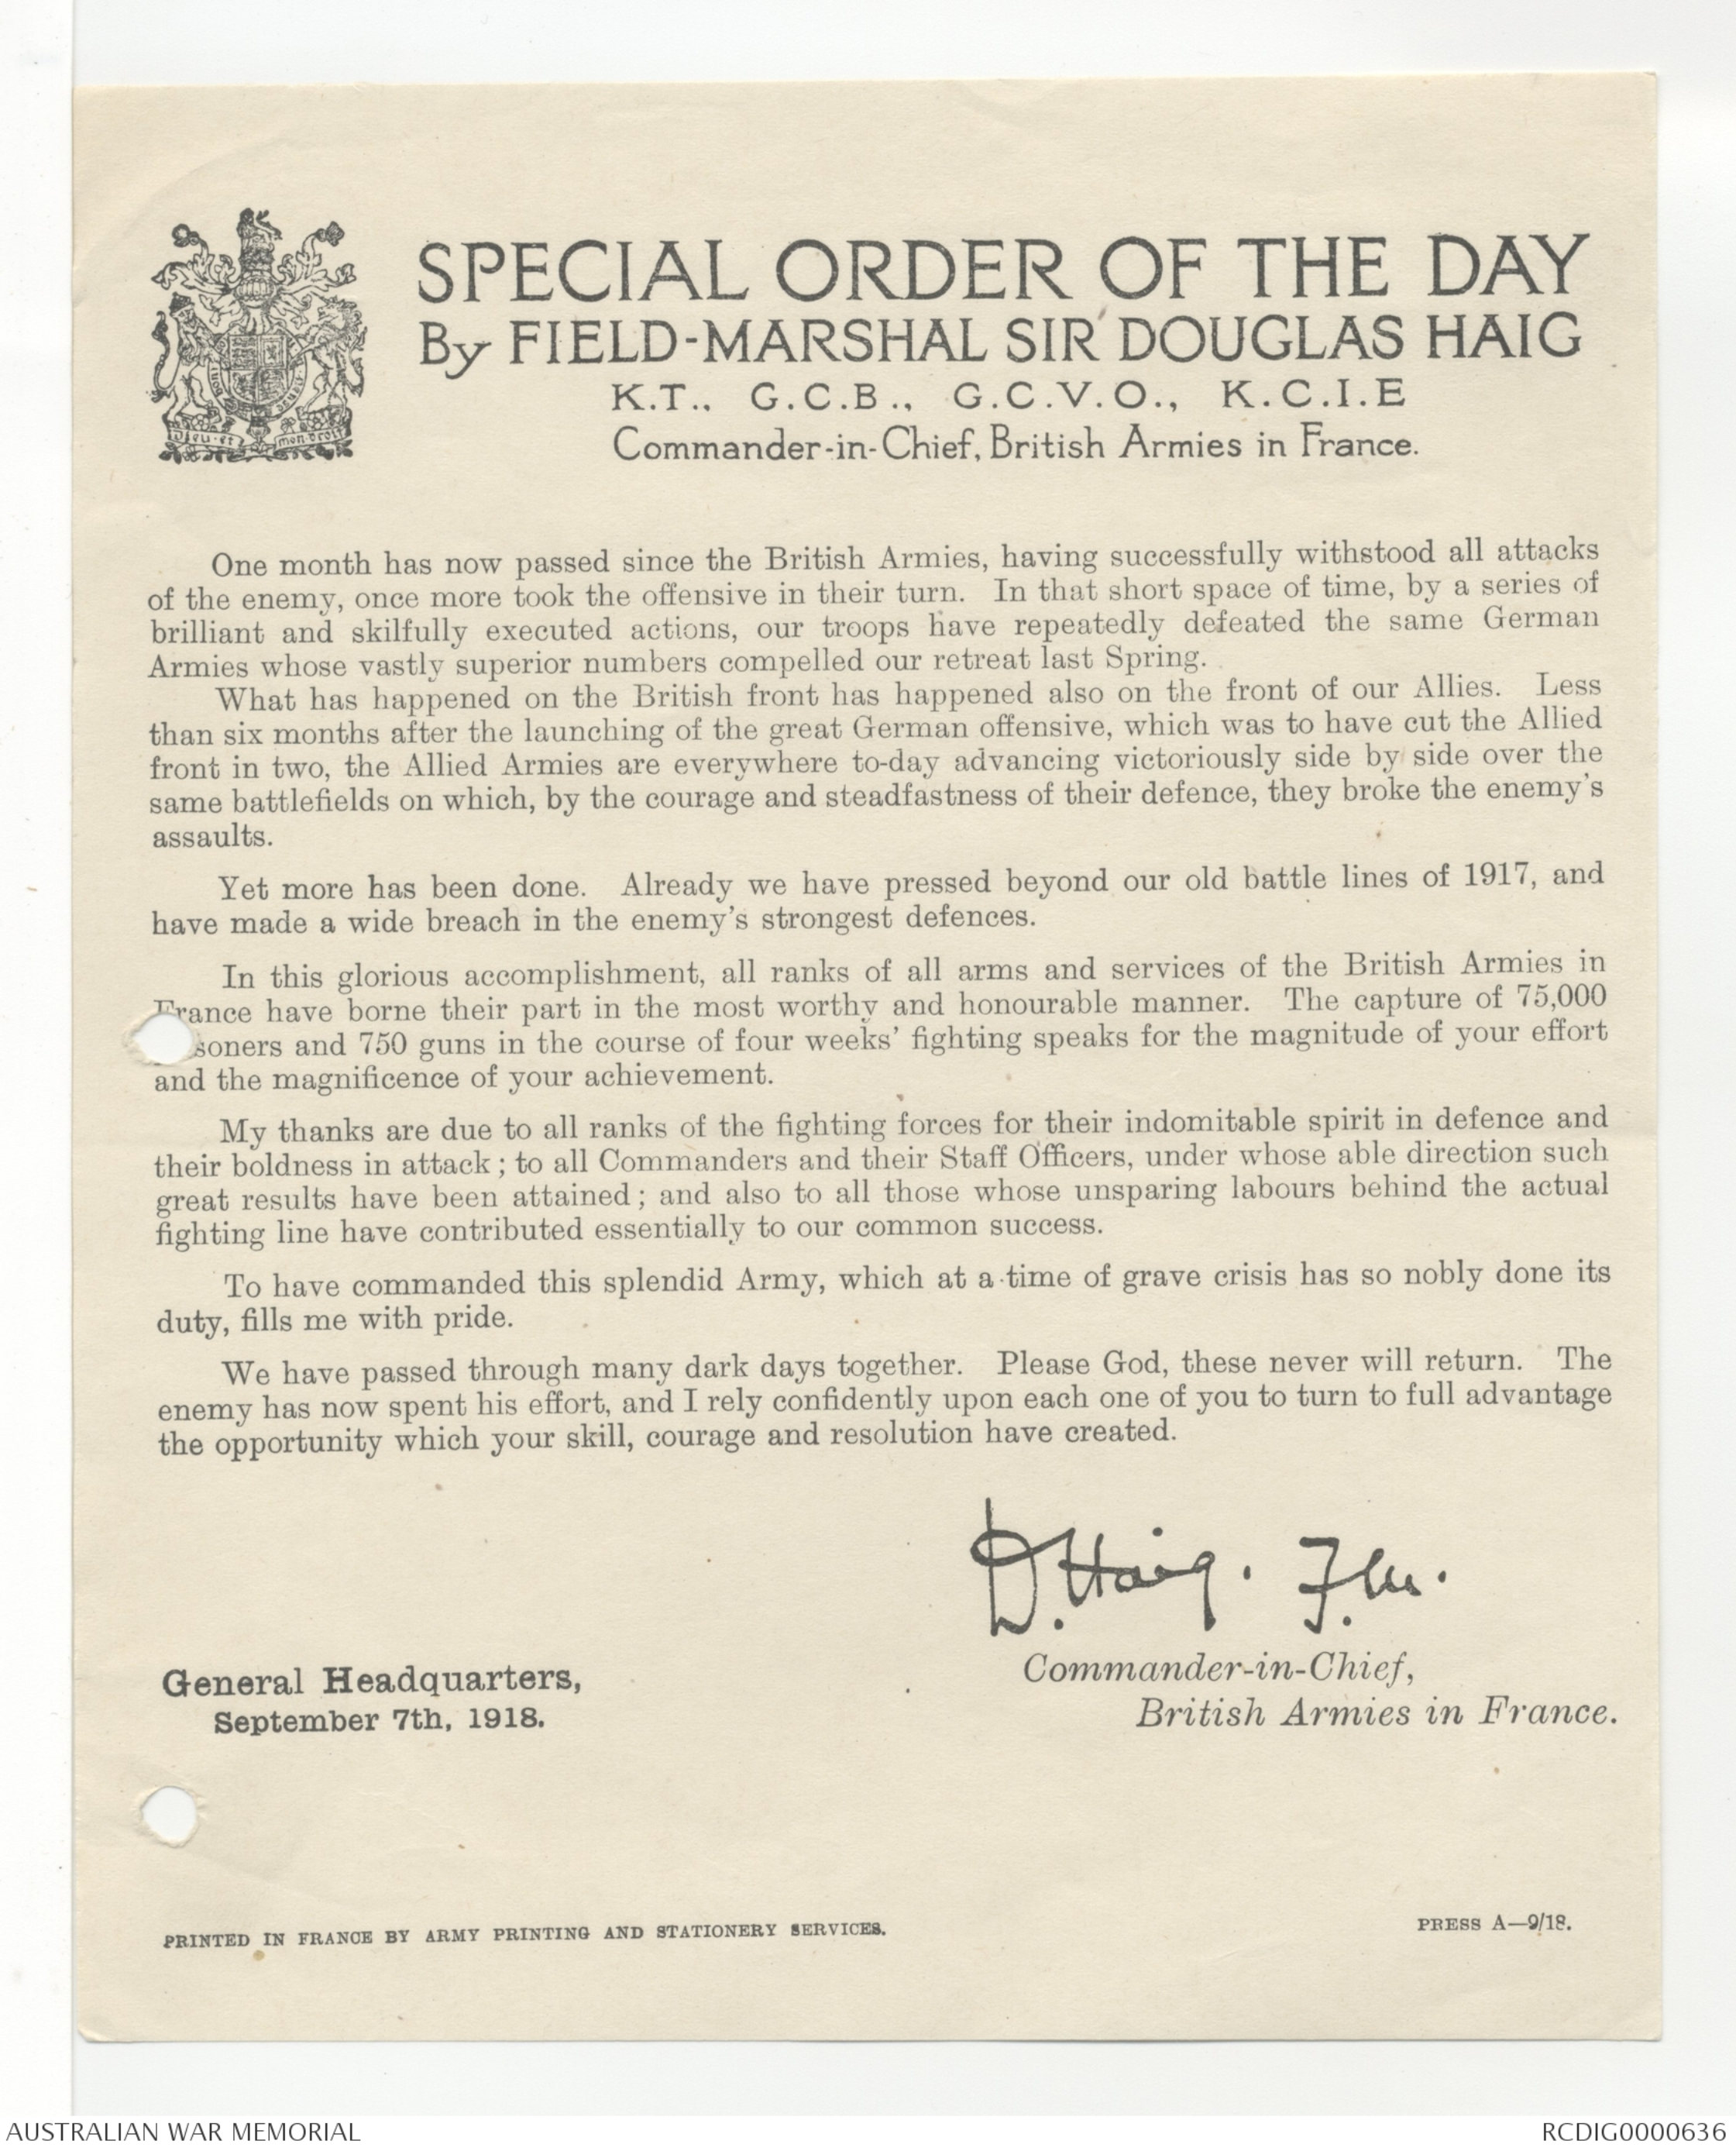 SPECIAL ORDER OF THE DAY
By FIELD-MARSHAL SIR DOUGLAS HAIG
K.T., G.C.B., G.C.V.O., K.C.I.E
Commander-in-Chief, British Armies in France.
Dieu et mon droit
One month has now passed since the British Armies, having successfully withstood all attacks
of the enemy, once more took the offensive in their turn. In that short space of time, by a series of
brilliant and skilfully executed actions, our troops have repeatedly defeated the same German
Armies whose vastly superior numbers compelled our retreat last Spring.
What has happened on the British front has happened also on the front of our Allies. Less
than six months after the launching of the great German offensive, which was to have cut the Allied
front in two, the Allied Armies are everywhere to-day advancing victoriously side by side over the
same battlefields on which, by the courage and steadfastness of their defence, they broke the enemy's
assaults.
Yet more has been done. Already we have pressed beyond our old battle lines of 1917, and
have made a wide breach in the enemy's strongest defences.
In this glorious accomplishment, all ranks of all arms and services of the British Armies in
France have borne their part in the most worthy and honourable manner. The capture of 75,000
soners and 750 guns in the course of four weeks' fighting speaks for the magnitude of your effort
and the magnificence of your achievement.
My thanks are due to all ranks of the fighting forces for their indomitable spirit in defence and
their boldness in attack; to all Commanders and their Staff Officers, under whose able direction such
great results have been attained; and also to all those whose unsparing labours behind the actual
fighting line have contributed essentially to our common success.
To have commanded this splendid Army, which at a time of grave crisis has so nobly done its
duty, fills me with pride.
We have passed through many dark days together. Please God, these never will return. The
enemy has now spent his effort, and I rely confidently upon each one of you to turn to full advantage
the opportunity which your skill, courage and resolution have created.
D. Haig. F.M.
Commander-in-Chief,
British Armies in France.
General Headquarters,
September 7th, 1918.
PRINTED IN FRANCE BY ARMY PRINTING AND STATIONERY SERVICES.
PRESS A—9/18.
AUSTRALIAN WAR MEMORIAL
RCDIG0000636